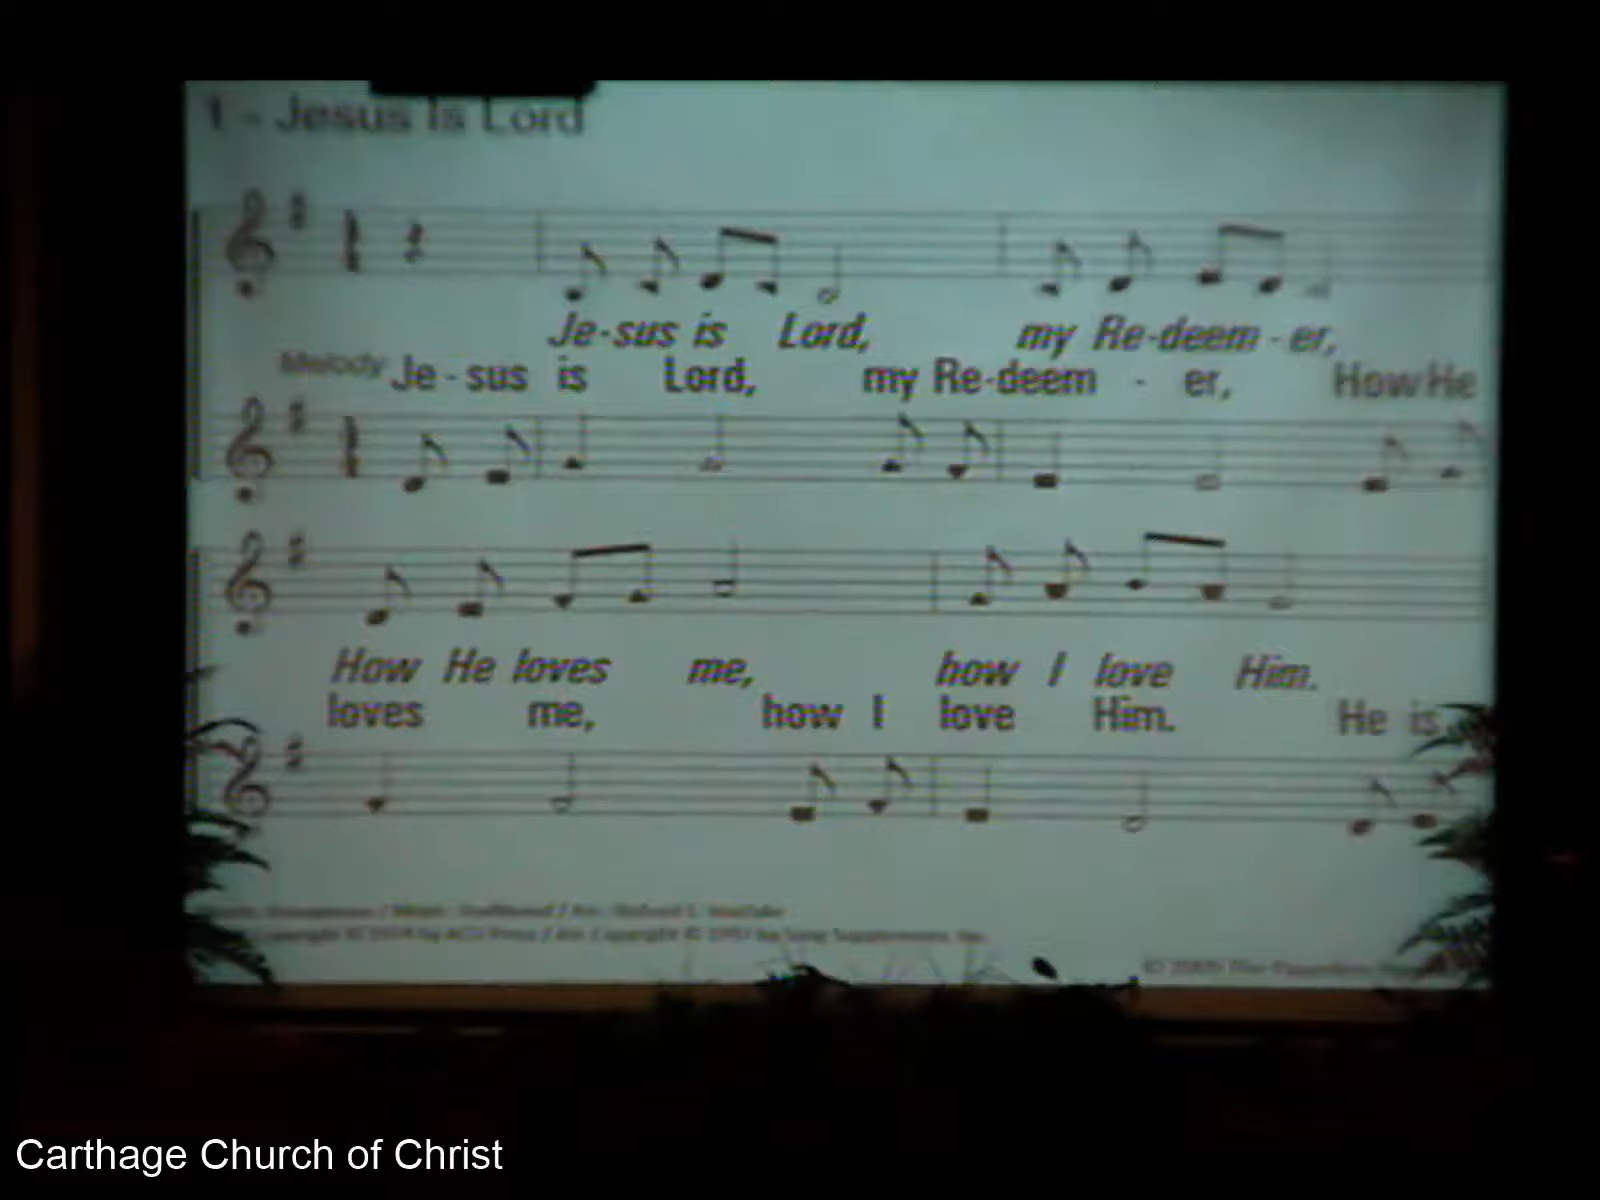 1 - Jesus Is Lord
Je-sus is Lord, my Re-deem-er,
Melody Je-sus is Lord, my Re-deem - er, How He
How He loves me, how I love Him.
loves me, how I love Him. He is
Carthage Church of Christ